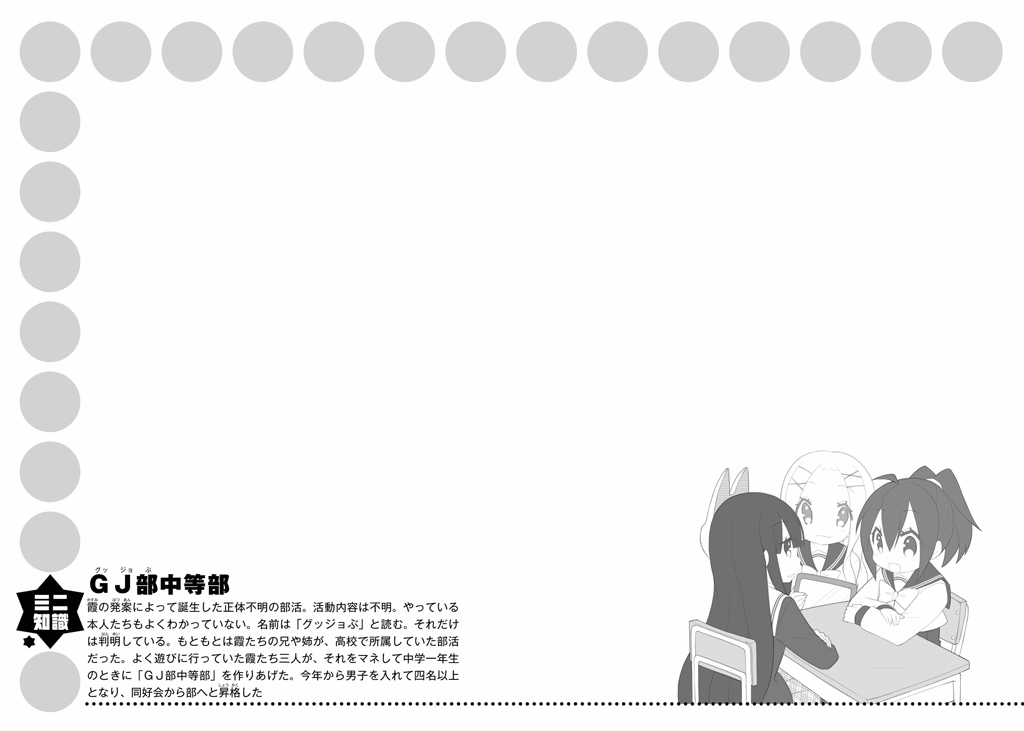 ミニ
知識
ＧＪ部中等部
霞の発案によって誕生した正体不明の部活。活動内容は不明。やっている
本人たちもよくわかっていない。名前は「グッジョぶ」と読む。それだけ
は判明している。もともとは霞たちの兄や姉が、高校で所属していた部活
だった。よく遊びに行っていた霞たち三人が、それをマネして中学一年生
のときに「ＧＪ部中等部」を作りあげた。今年から男子を入れて四名以上
となり、同好会から部へと昇格した